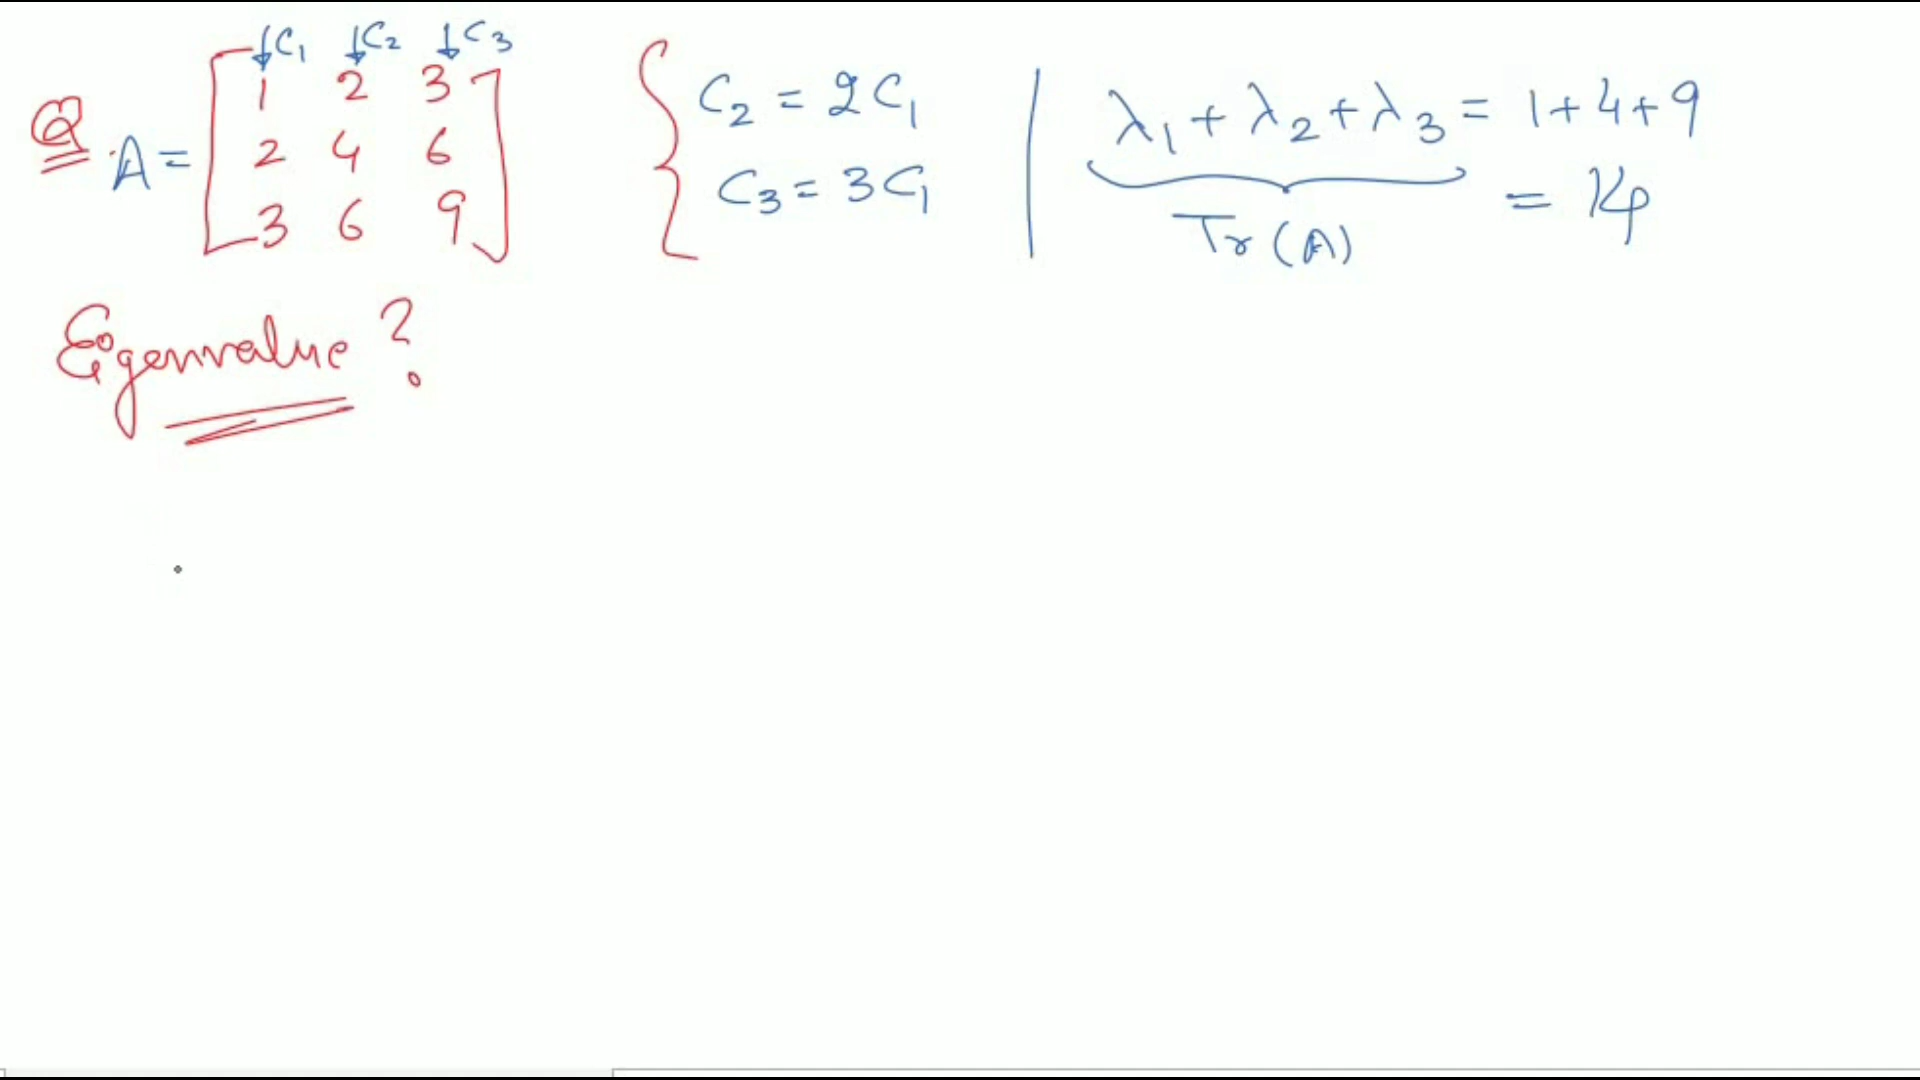 ↓C₁ ↓C₂ ↓C₃
Q A = [1 2 3
2 4 6
3 6 9]
{ C₂ = 2C₁
C₃ = 3C₁
| λ₁ + λ₂ + λ₃ = 1+4+9
Tr(A) = 14
Eigenvalue ?